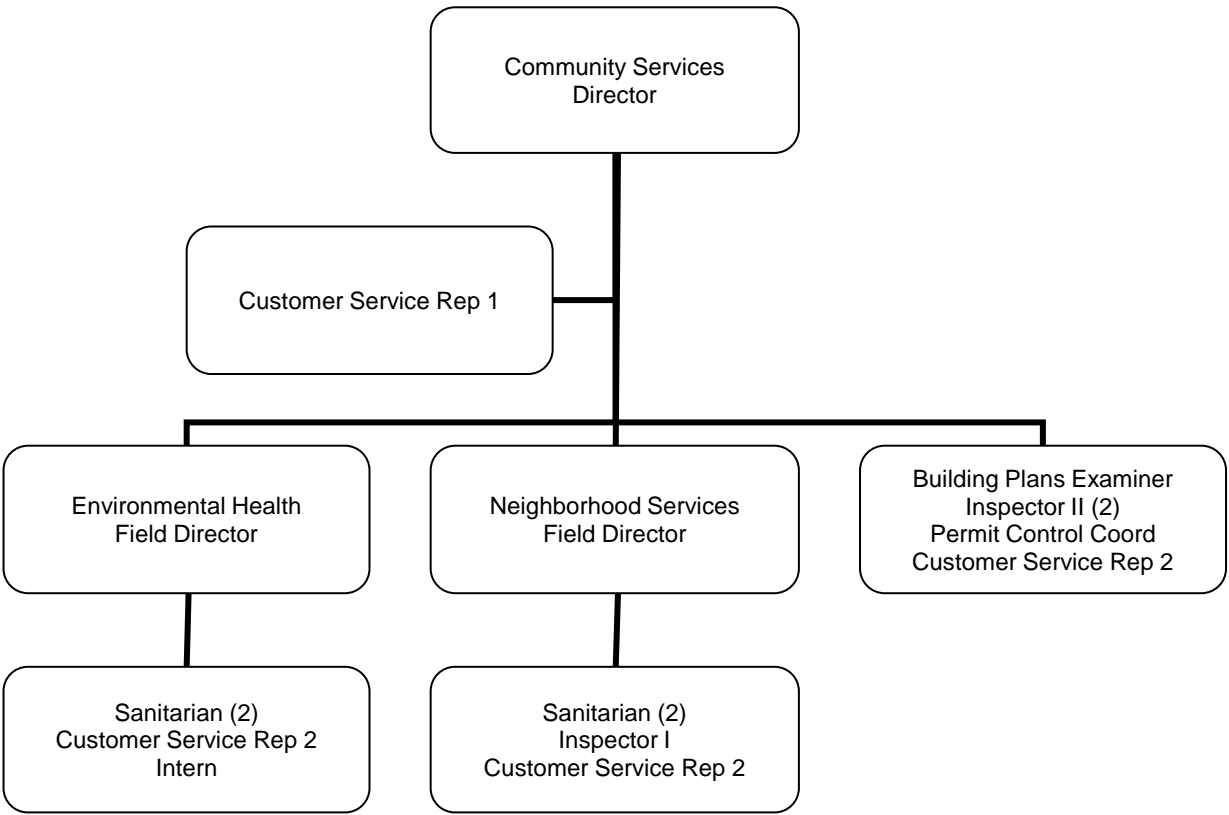 Community Services
Director
Customer Service Rep 1
Environmental Health
Field Director
Neighborhood Services
Field Director
Building Plans Examiner
Inspector II (2)
Permit Control Coord
Customer Service Rep 2
Sanitarian (2)
Customer Service Rep 2
Intern
Sanitarian (2)
Inspector I
Customer Service Rep 2